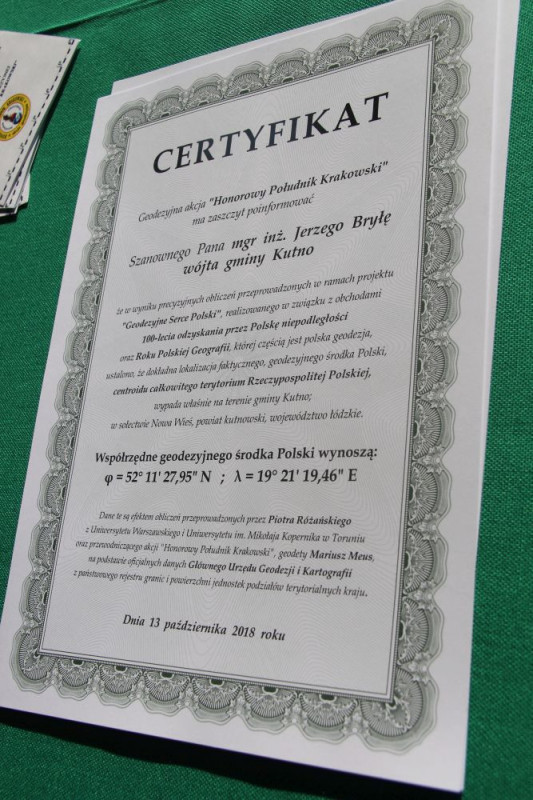 CERTYFIKAT
Geodezyjna akcja "Honorowy Południk Krakowski"
ma zaszczyt poinformować
Szanownego Pana mgr inż. Jerzego Bryłę
wójta gminy Kutno
że w wyniku precyzyjnych obliczeń przeprowadzonych w ramach projektu
"Geodezyjne Serce Polski", realizowanego w związku z obchodami
100-lecia odzyskania przez Polskę niepodległości
oraz Roku Polskiej Geografii, której częścią jest polska geodezja,
ustalono, że dokładna lokalizacja faktycznego, geodezyjnego środka Polski,
centroidu całkowitego terytorium Rzeczypospolitej Polskiej,
wypada właśnie na terenie gminy Kutno;
w sołectwie Nowa Wieś, powiat kutnowski, województwo łódzkie.
Współrzędne geodezyjnego środka Polski wynoszą:
φ = 52° 11' 27,95" N ; λ = 19° 21' 19,46" E
Dane te są efektem obliczeń przeprowadzonych przez Piotra Różańskiego
z Uniwersytetu Warszawskiego i Uniwersytetu im. Mikołaja Kopernika w Toruniu
oraz przewodniczącego akcji "Honorowy Południk Krakowski", geodety Mariusz Meus,
na podstawie oficjalnych danych Głównego Urzędu Geodezji i Kartografii
z państwowego rejestru granic i powierzchni jednostek podziałów terytorialnych kraju.
Dnia 13 października 2018 roku